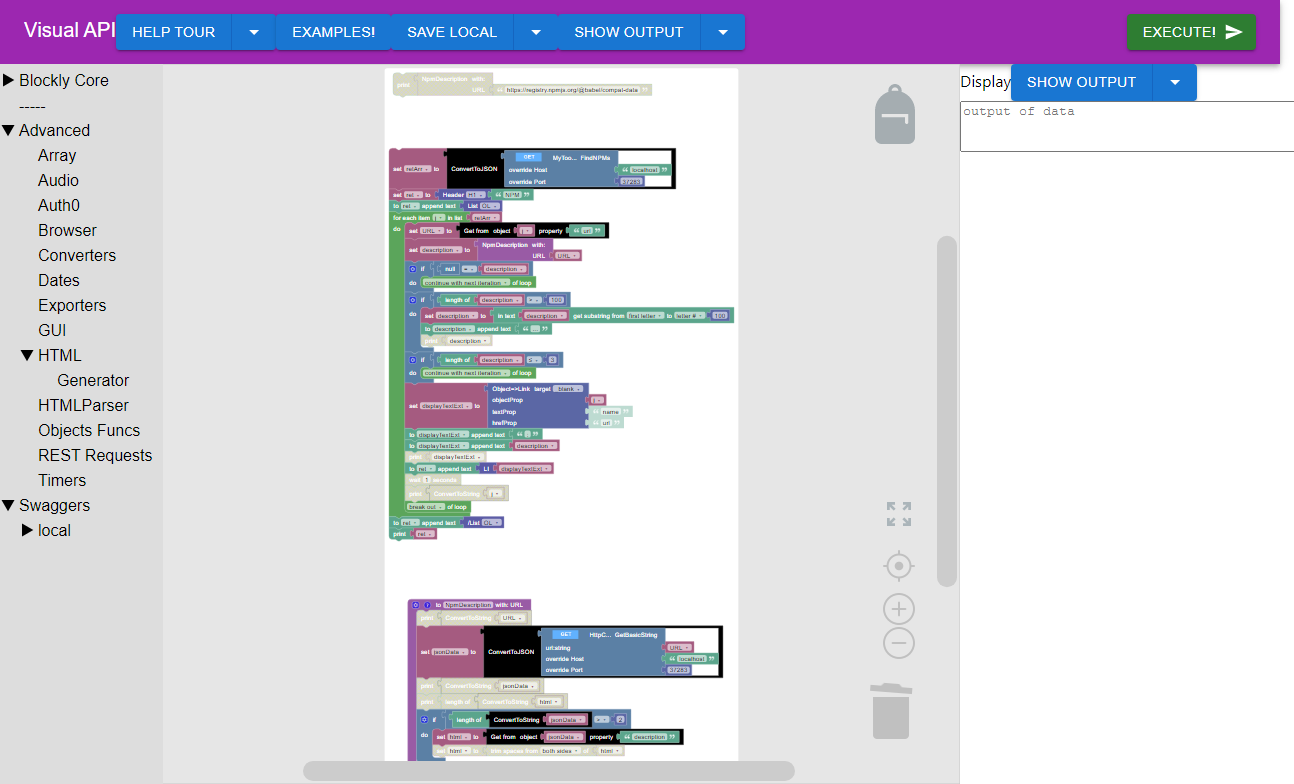 Visual API
HELP TOUR
EXAMPLES!
SAVE LOCAL
SHOW OUTPUT
EXECUTE!
Blockly Core
-----
Advanced
Array
Audio
Auth0
Browser
Converters
Dates
Exporters
GUI
HTML
Generator
HTMLParser
Objects Funcs
REST Requests
Timers
Swaggers
local
print NpmDescription with:
URL “ https://registry.npmjs.org/@babel/compat-data ”
set retArr to ConvertToJSON GET MyToo... FindNPMs
override Host “ localhost ”
override Port 37283
set ret to Header H1 “ NPM ”
to ret append text List OL
for each item j in list retArr
do set URL to Get from object j property “ url ”
set description to NpmDescription with:
URL URL
if null = description
do continue with next iteration of loop
if length of description > 100
do set description to in text description get substring from first letter to letter # 100
to description append text “ ... ”
print description
if length of description ≤ 3
do continue with next iteration of loop
set displayTextExt to Object=>Link target blank
objectProp j
textProp “ name ”
hrefProp “ url ”
to displayTextExt append text
to displayTextExt append text description
print displayTextExt
to ret append text LI displayTextExt
wait 1 seconds
print ConvertToString j
break out of loop
to ret append text /List OL
print ret
to NpmDescription with: URL
print ConvertToString URL
set jsonData to ConvertToJSON GET HttpC... GetBasicString
url:string URL
override Host “ localhost ”
override Port 37283
print ConvertToString jsonData
print length of ConvertToString html
if length of ConvertToString jsonData > 2
do set html to Get from object jsonData property “ description ”
set html to trim spaces from both sides of html
Display SHOW OUTPUT
output of data